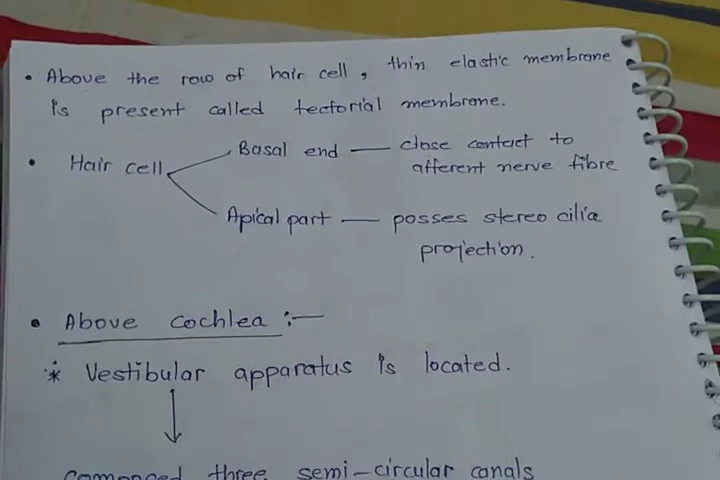 • Above the row of hair cell, thin elastic membrane
is present called tectorial membrane.
• Hair cell
Basal end — close contact to
afferent nerve fibre
Apical part — posses stereo cilia
projection.
• Above cochlea :—
* Vestibular apparatus is located.
↓
three semi-circular canals